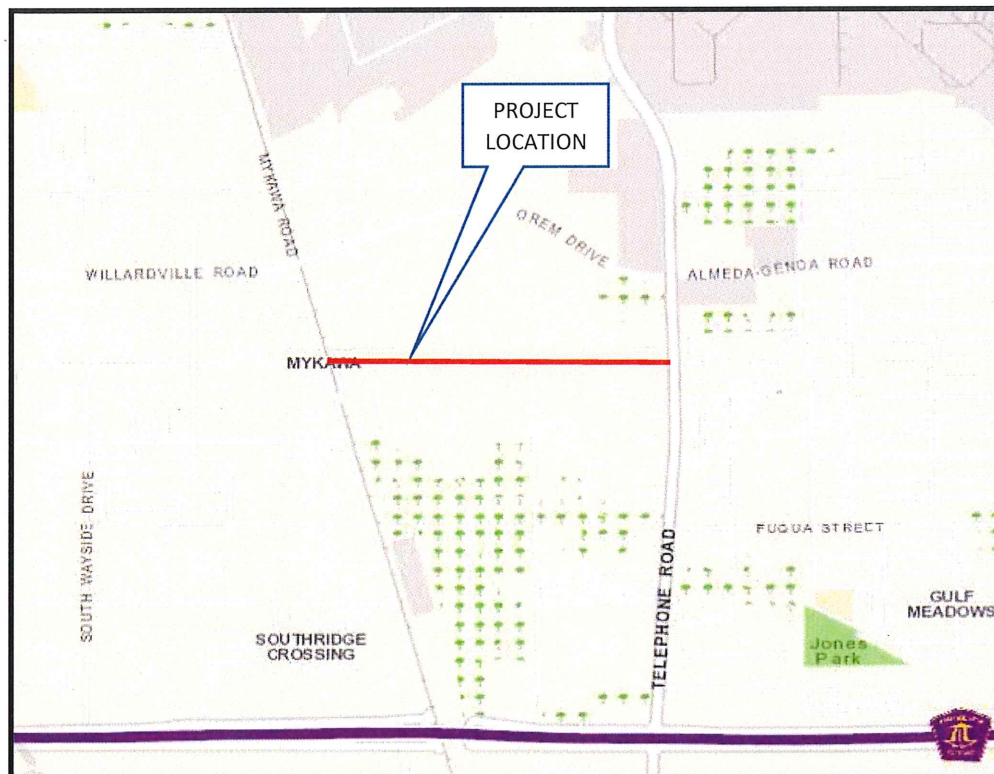 PROJECT
LOCATION
MYKAWA ROAD
OREM DRIVE
WILLARDVILLE ROAD
ALMEDA-GENOA ROAD
MYKAWA
SOUTH WAYSIDE DRIVE
TELEPHONE ROAD
FUQUA STREET
GULF
MEADOWS
SOUTHRIDGE
CROSSING
Jones
Park